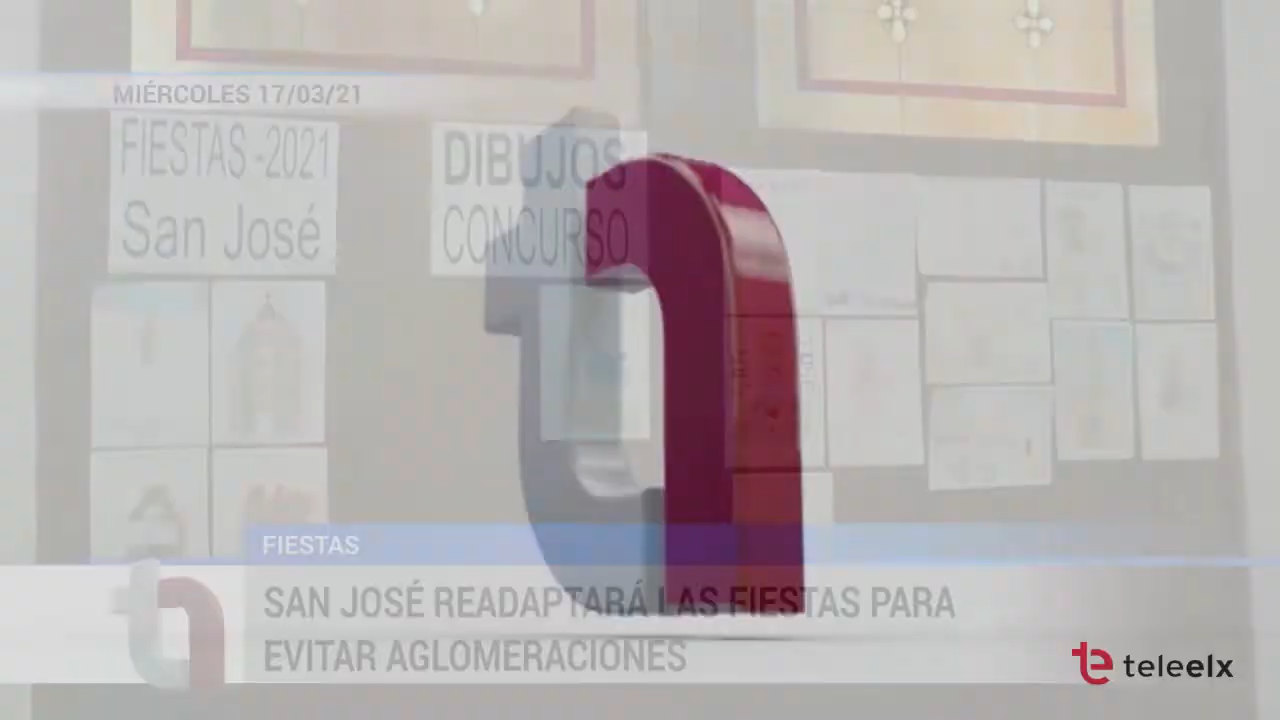 MIÉRCOLES 17/03/21
FIESTAS -2021
San José
DIBUJOS
CONCURSO
FIESTAS
SAN JOSÉ READAPTARÁ LAS FIESTAS PARA
EVITAR AGLOMERACIONES
te teleelx